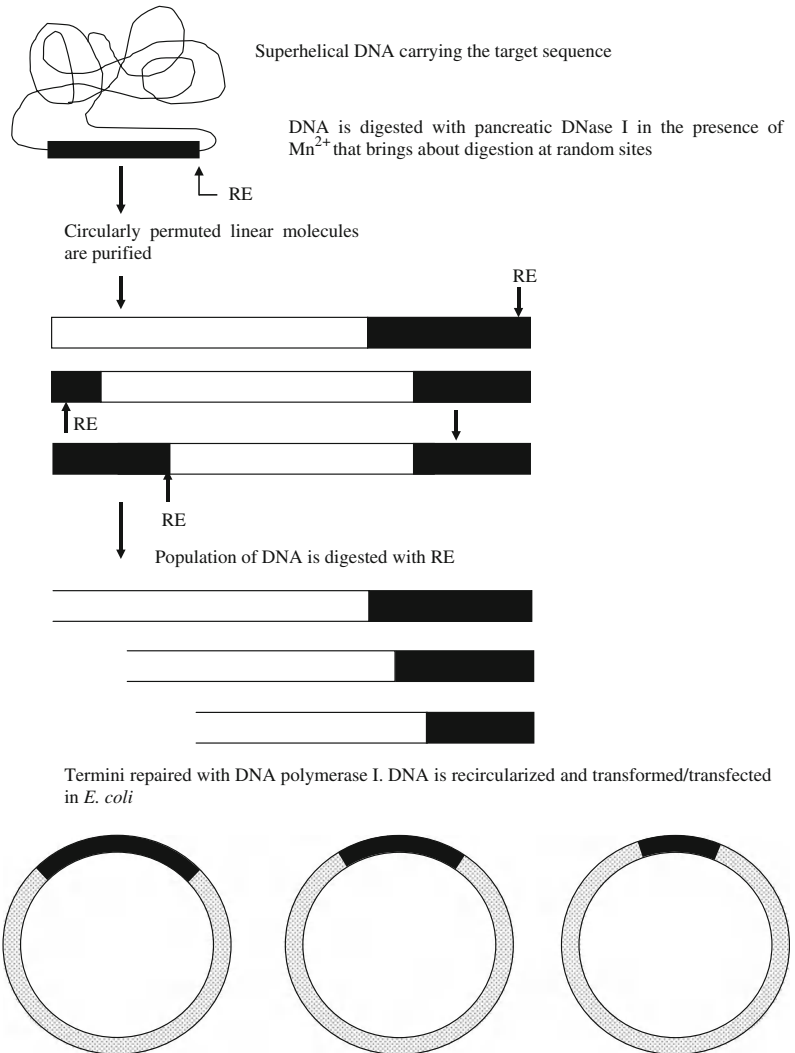 Superhelical DNA carrying the target sequence
DNA is digested with pancreatic DNase I in the presence of
Mn2+ that brings about digestion at random sites
RE
Circularly permuted linear molecules
are purified
RE
RE
RE
Population of DNA is digested with RE
Termini repaired with DNA polymerase I. DNA is recircularized and transformed/transfected
in E. coli